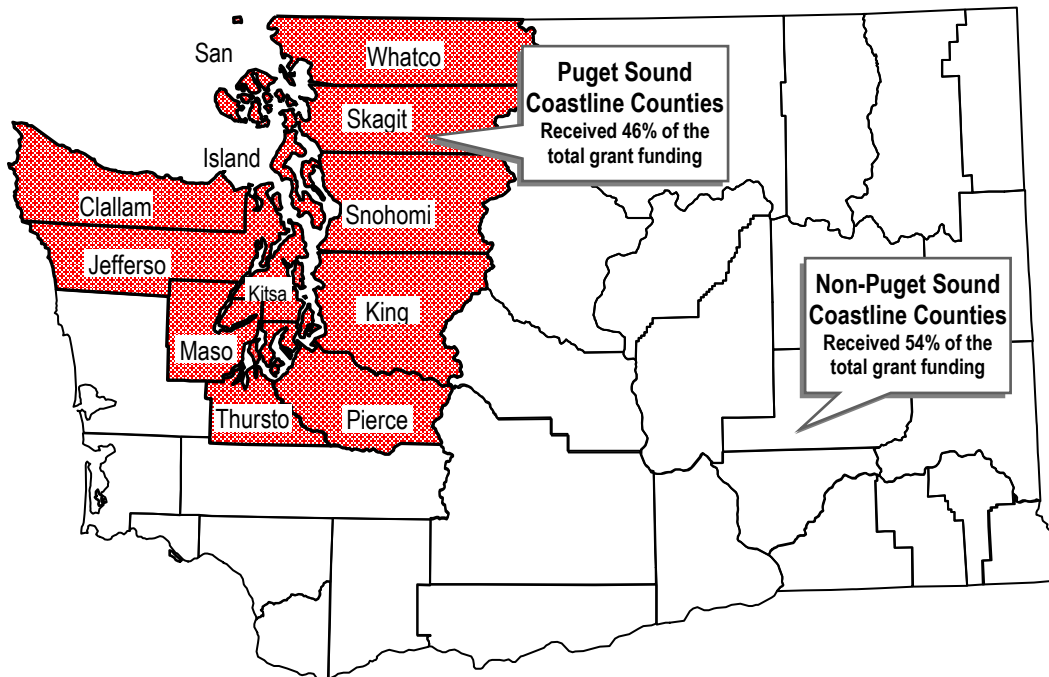 San
Whatco
Puget Sound
Coastline Counties
Received 46% of the
total grant funding
Skagit
Island
Clallam
Snohomi
Jefferso
Non-Puget Sound
Coastline Counties
Received 54% of the
total grant funding
Kitsa
King
Maso
Thursto
Pierce